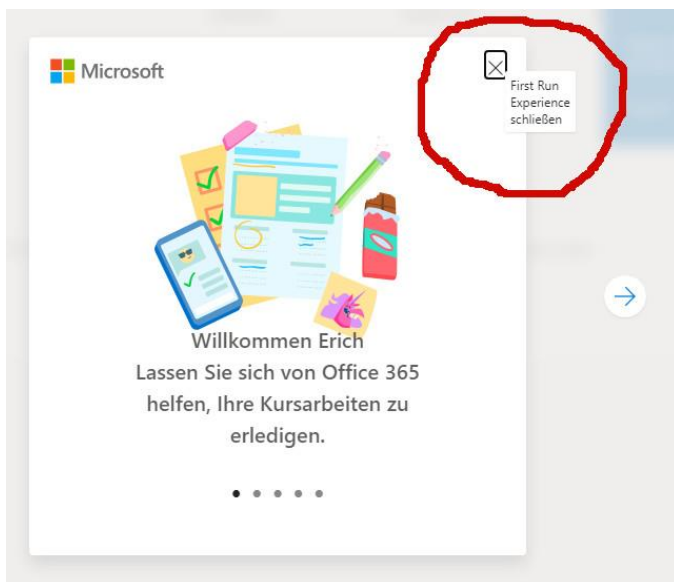 Microsoft
First Run
Experience
schließen
Willkommen Erich
Lassen Sie sich von Office 365
helfen, Ihre Kursarbeiten zu
erledigen.